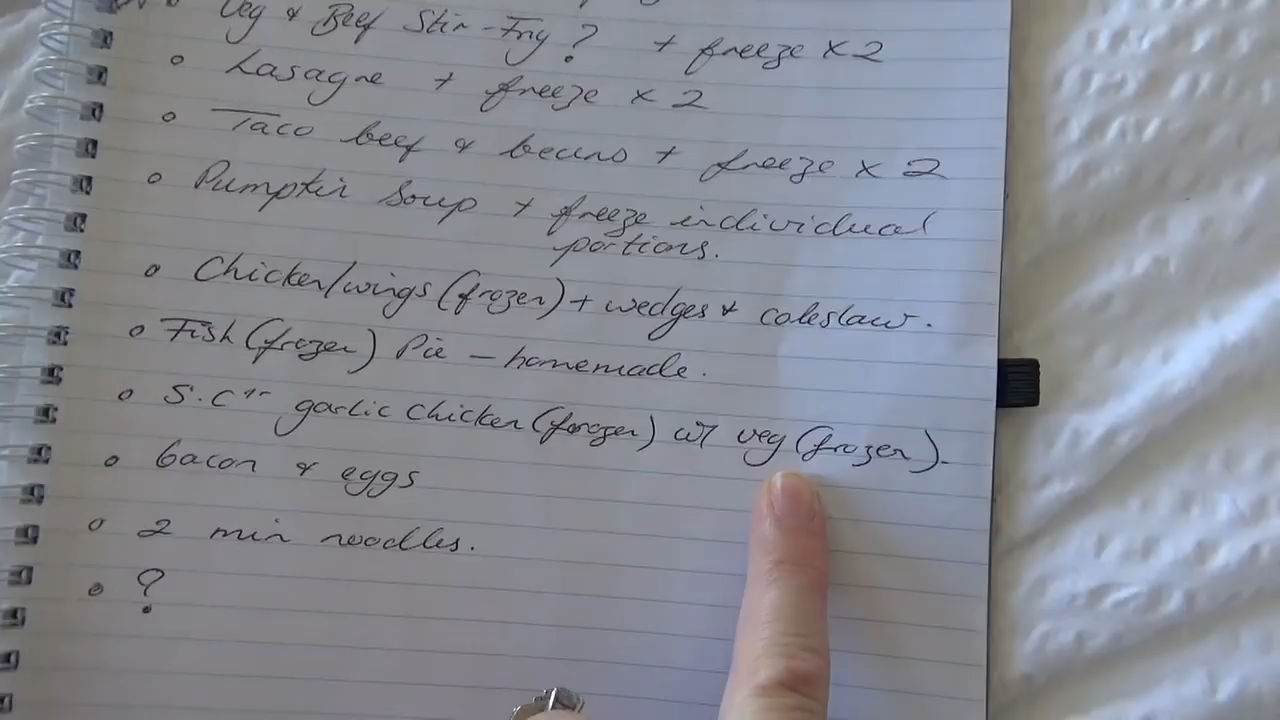 Veg & Beef Stir-Fry? + freeze x 2
Lasagne + freeze x 2
Taco beef & beans + freeze x 2
Pumpkin Soup + freeze individual
portions.
Chicken/wings (frozen) + wedges & coleslaw.
Fish (frozen) Pie - homemade.
garlic chicken (frozen) w/ veg (frozen).
bacon & eggs
2 min noodles.
?